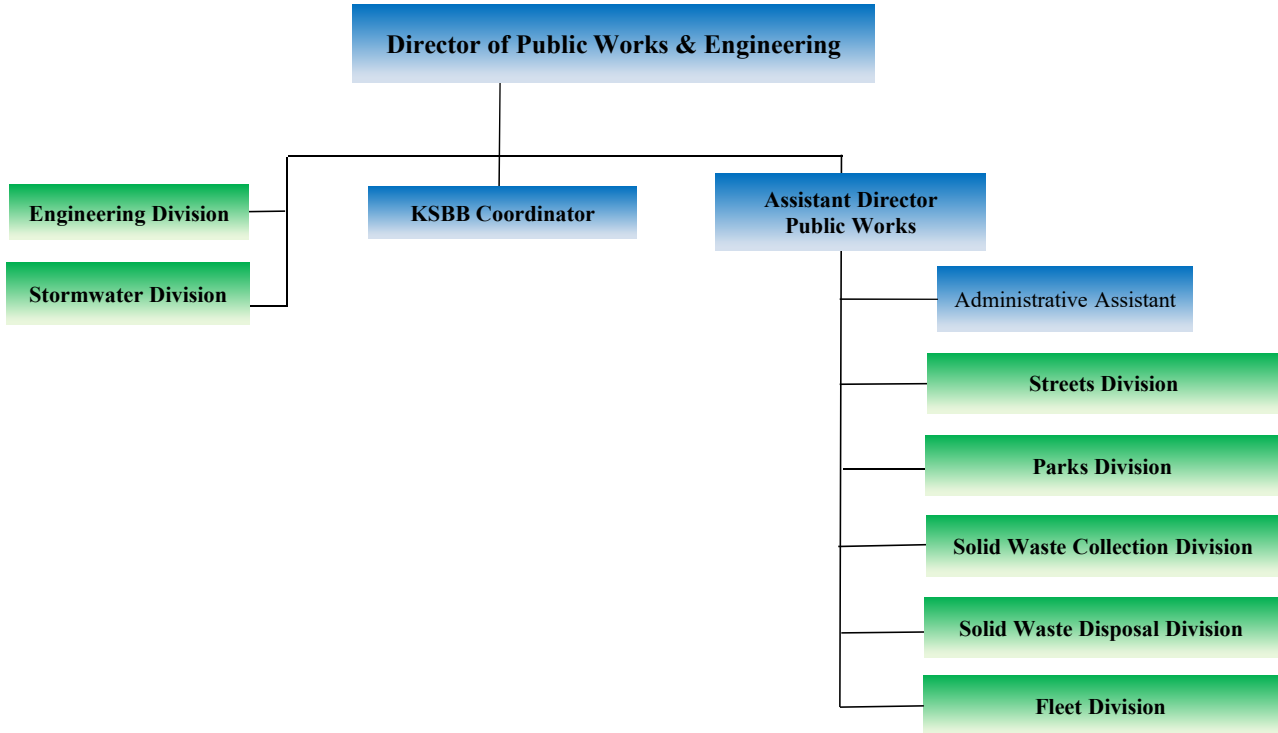 Director of Public Works & Engineering
Engineering Division
KSBB Coordinator
Assistant Director
Public Works
Stormwater Division
Administrative Assistant
Streets Division
Parks Division
Solid Waste Collection Division
Solid Waste Disposal Division
Fleet Division